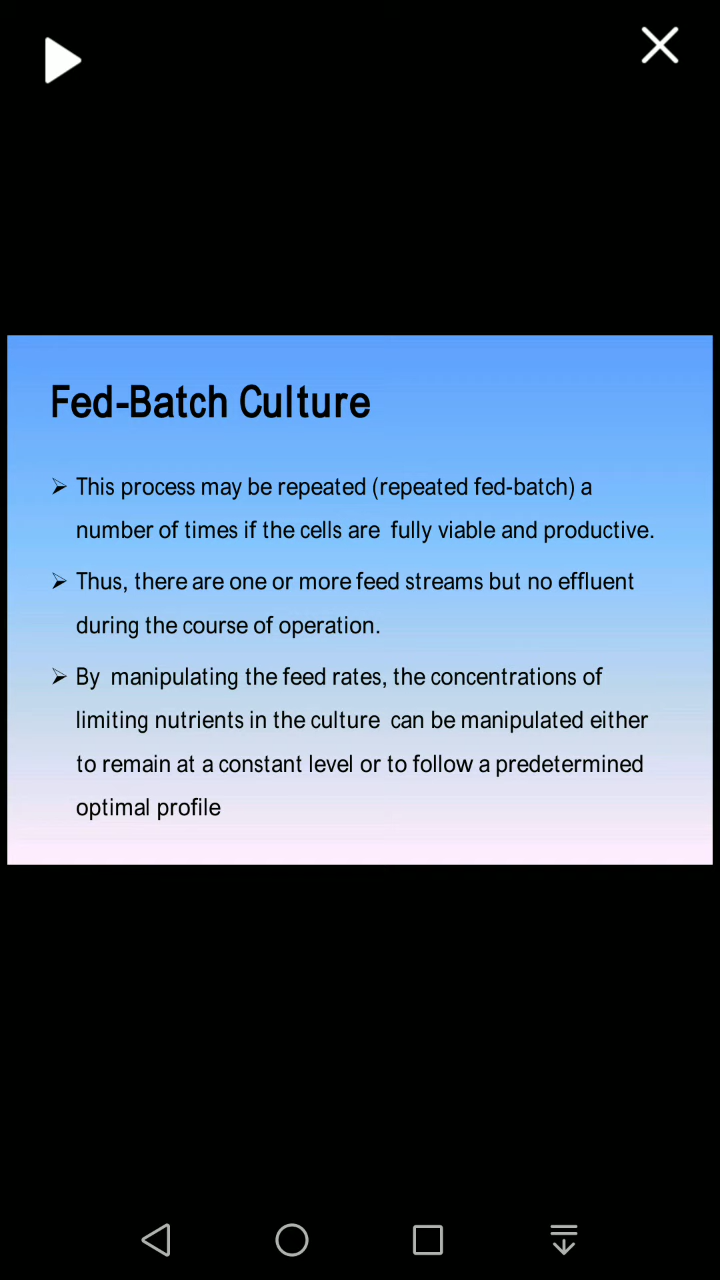 Fed-Batch Culture
➢ This process may be repeated (repeated fed-batch) a
number of times if the cells are fully viable and productive.
➢ Thus, there are one or more feed streams but no effluent
during the course of operation.
➢ By manipulating the feed rates, the concentrations of
limiting nutrients in the culture can be manipulated either
to remain at a constant level or to follow a predetermined
optimal profile